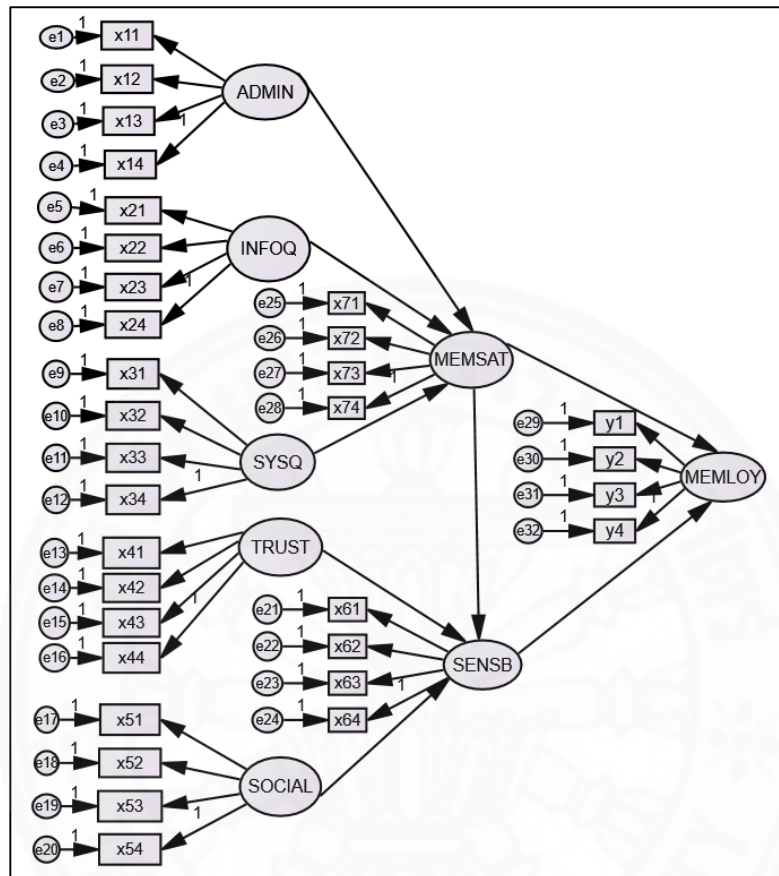 e1 1 x11
e2 1 x12
ADMIN
e3 1 x13 1
e4 1 x14
e5 1 x21
e6 1 x22
INFOQ
e7 1 x23 1
e8 1 x24
e25 1 x71
e26 1 x72
MEMSAT
e27 1 x73 1
e28 1 x74
e9 1 x31
e10 1 x32
e11 1 x33
SYSQ
e12 1 x34 1
e29 1 y1
e30 1 y2
MEMLOY
e31 1 y3 1
e32 1 y4
e13 1 x41
TRUST
e14 1 x42
e15 1 x43 1
e16 1 x44
e21 1 x61
e22 1 x62
SENSB
e23 1 x63 1
e24 1 x64
e17 1 x51
e18 1 x52
SOCIAL
e19 1 x53
e20 1 x54 1